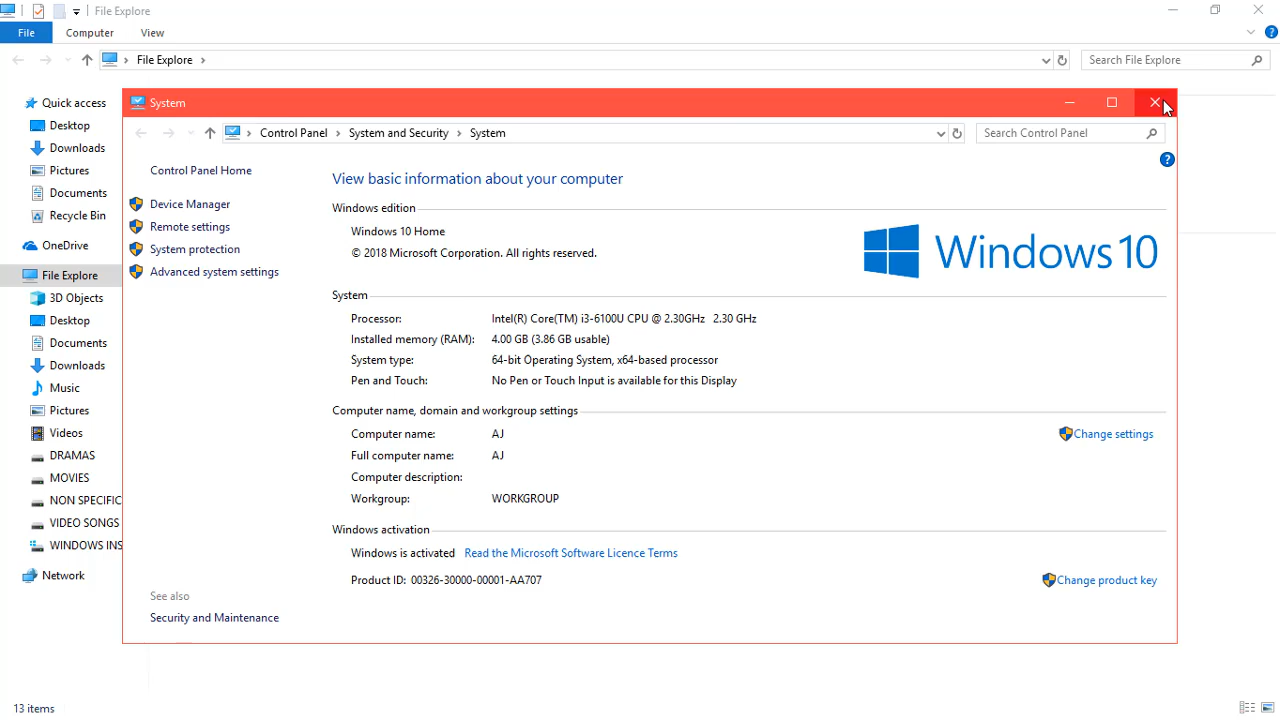 File Explore
File Computer View
File Explore
Search File Explore
Quick access
Desktop
Downloads
Pictures
Documents
Recycle Bin
OneDrive
File Explore
3D Objects
Desktop
Documents
Downloads
Music
Pictures
Videos
DRAMAS
MOVIES
NON SPECIFIC
VIDEO SONGS
WINDOWS INS
Network
13 items
System
Control Panel System and Security System
Search Control Panel
Control Panel Home
Device Manager
Remote settings
System protection
Advanced system settings
See also
Security and Maintenance
View basic information about your computer
Windows edition
Windows 10 Home
© 2018 Microsoft Corporation. All rights reserved.
Windows 10
System
Processor: Intel(R) Core(TM) i3-6100U CPU @ 2.30GHz 2.30 GHz
Installed memory (RAM): 4.00 GB (3.86 GB usable)
System type: 64-bit Operating System, x64-based processor
Pen and Touch: No Pen or Touch Input is available for this Display
Computer name, domain and workgroup settings
Computer name: AJ
Change settings
Full computer name: AJ
Computer description:
Workgroup: WORKGROUP
Windows activation
Windows is activated Read the Microsoft Software Licence Terms
Product ID: 00326-30000-00001-AA707
Change product key